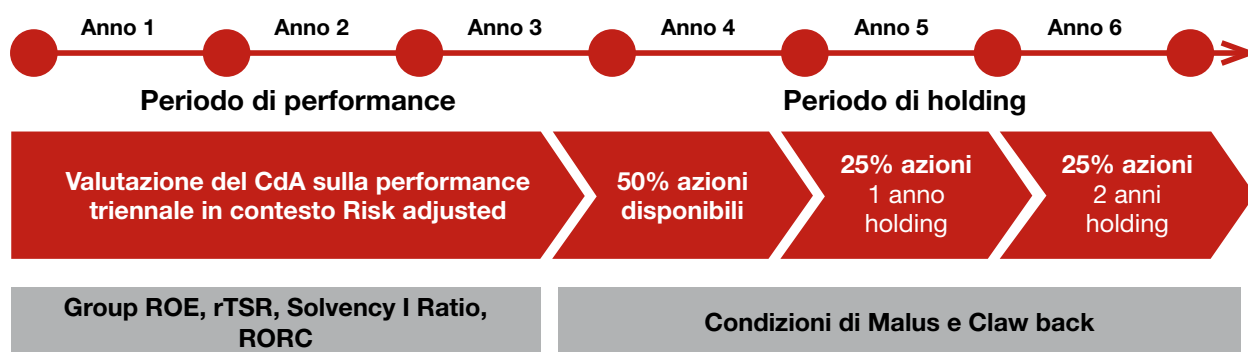 Anno 1 Anno 2 Anno 3 Anno 4 Anno 5 Anno 6
Periodo di performance Periodo di holding
Valutazione del CdA sulla performance
triennale in contesto Risk adjusted
50% azioni
disponibili
25% azioni
1 anno
holding
25% azioni
2 anni
holding
Group ROE, rTSR, Solvency I Ratio,
RORC
Condizioni di Malus e Claw back